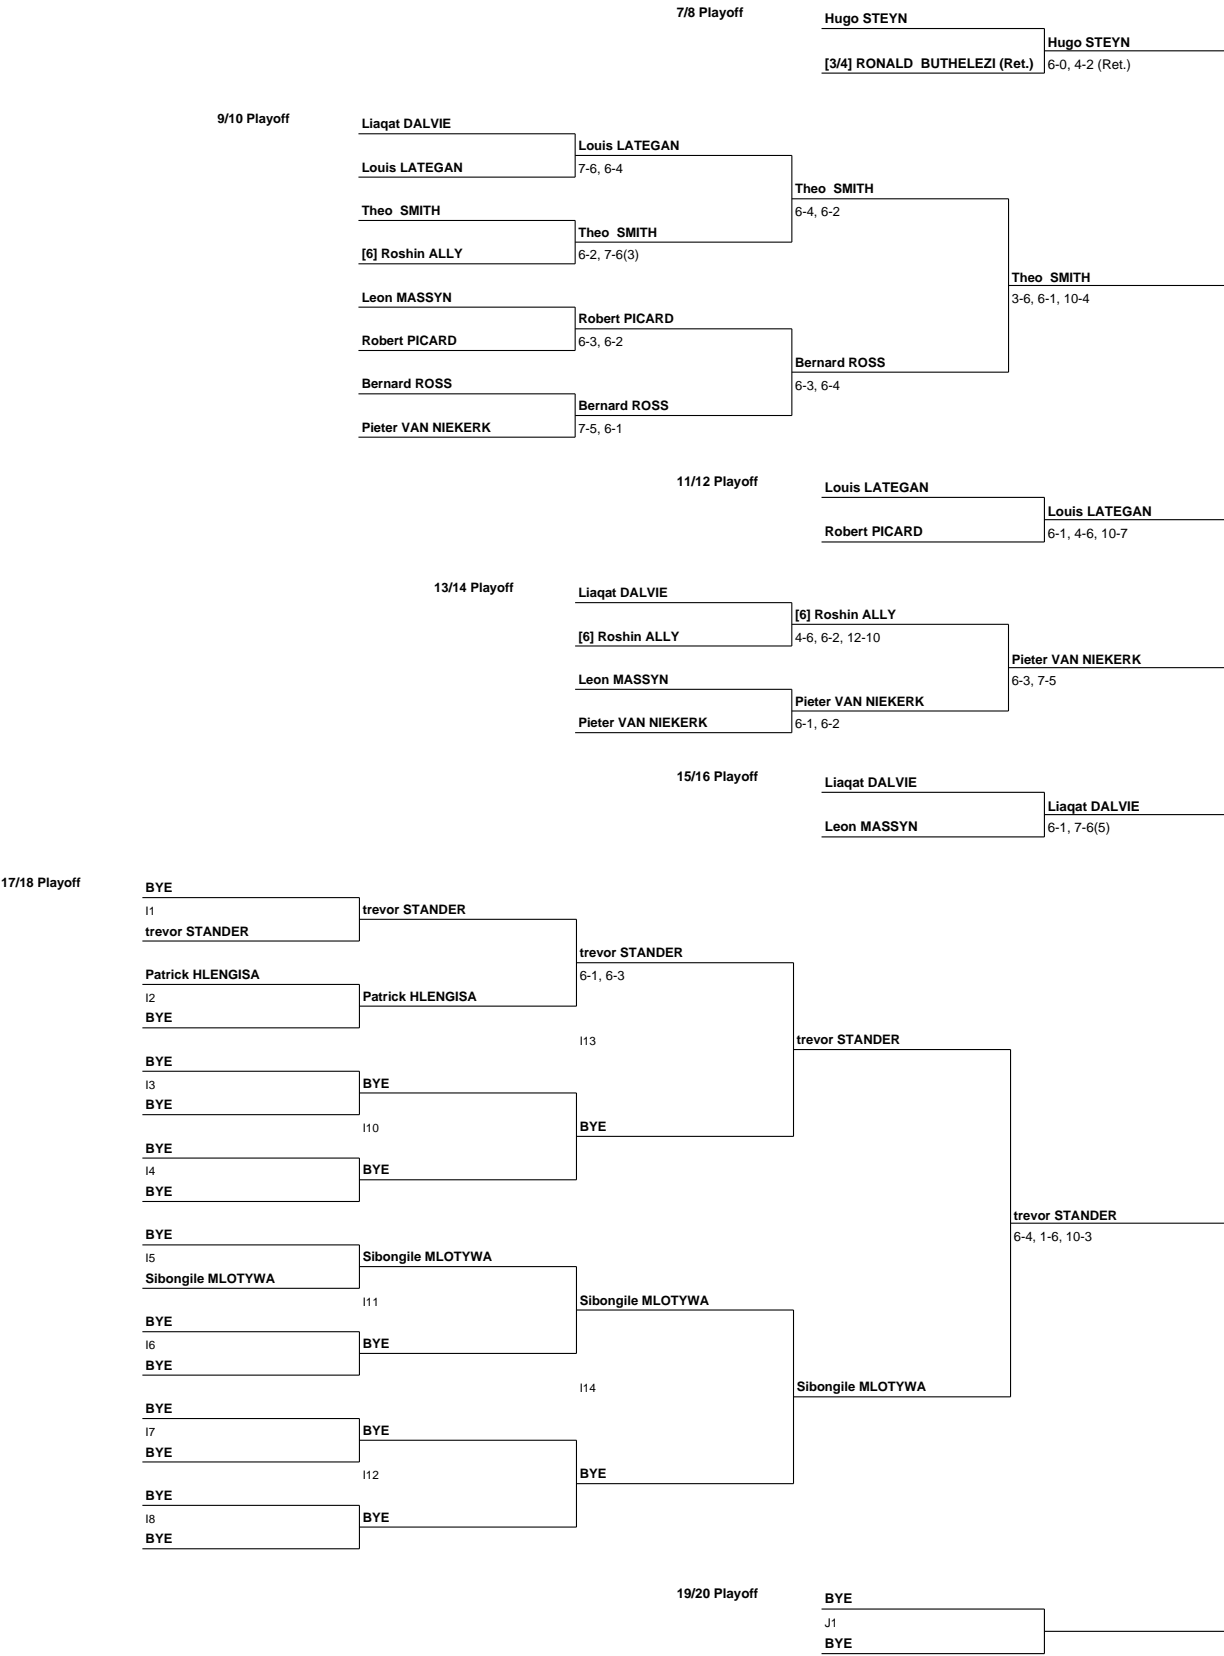 7/8 Playoff
Hugo STEYN
Hugo STEYN
[3/4] RONALD  BUTHELEZI (Ret.)
6-0, 4-2 (Ret.)
9/10 Playoff
Liaqat DALVIE
Louis LATEGAN
Louis LATEGAN
7-6, 6-4
Theo  SMITH
6-4, 6-2
Theo  SMITH
Theo  SMITH
[6] Roshin ALLY
6-2, 7-6(3)
Theo  SMITH
3-6, 6-1, 10-4
Leon MASSYN
Robert PICARD
Robert PICARD
6-3, 6-2
Bernard ROSS
6-3, 6-4
Bernard ROSS
Bernard ROSS
Pieter VAN NIEKERK
7-5, 6-1
11/12 Playoff
Louis LATEGAN
Louis LATEGAN
Robert PICARD
6-1, 4-6, 10-7
13/14 Playoff
Liaqat DALVIE
[6] Roshin ALLY
[6] Roshin ALLY
4-6, 6-2, 12-10
Pieter VAN NIEKERK
6-3, 7-5
Leon MASSYN
Pieter VAN NIEKERK
Pieter VAN NIEKERK
6-1, 6-2
15/16 Playoff
Liaqat DALVIE
Liaqat DALVIE
Leon MASSYN
6-1, 7-6(5)
17/18 Playoff
BYE
I1
trevor STANDER
trevor STANDER
trevor STANDER
6-1, 6-3
Patrick HLENGISA
I2
Patrick HLENGISA
BYE
I13
trevor STANDER
BYE
I3
BYE
BYE
I10
BYE
BYE
I4
BYE
BYE
trevor STANDER
6-4, 1-6, 10-3
BYE
I5
Sibongile MLOTYWA
Sibongile MLOTYWA
I11
Sibongile MLOTYWA
BYE
I6
BYE
BYE
I14
Sibongile MLOTYWA
BYE
I7
BYE
BYE
I12
BYE
BYE
I8
BYE
BYE
19/20 Playoff
BYE
J1
BYE